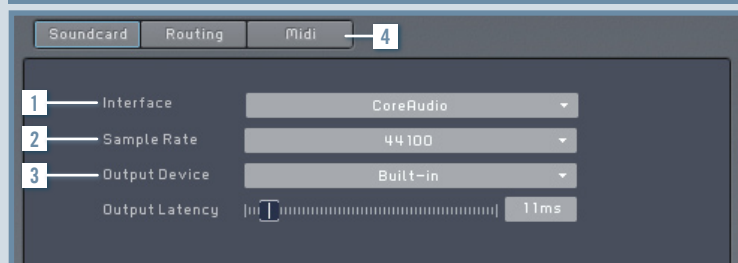 Soundcard Routing Midi 4
1 Interface CoreAudio
2 Sample Rate 44100
3 Output Device Built-in
Output Latency 11ms